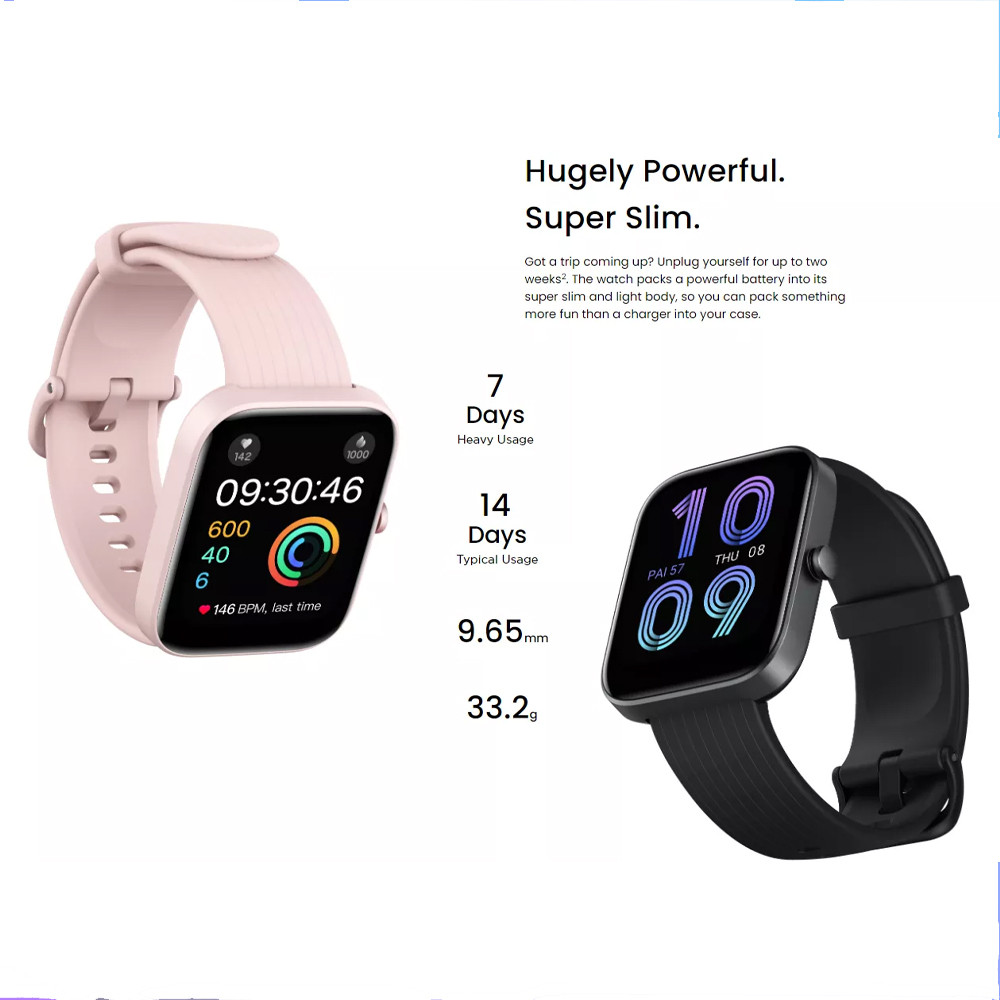 Hugely Powerful.
Super Slim.
Got a trip coming up? Unplug yourself for up to two
weeks². The watch packs a powerful battery into its
super slim and light body, so you can pack something
more fun than a charger into your case.
7
Days
Heavy Usage
14
Days
Typical Usage
9.65mm
33.2g
142
1000
09:30:46
600
40
6
146 BPM, last time
10
PAI 57
THU 08
09